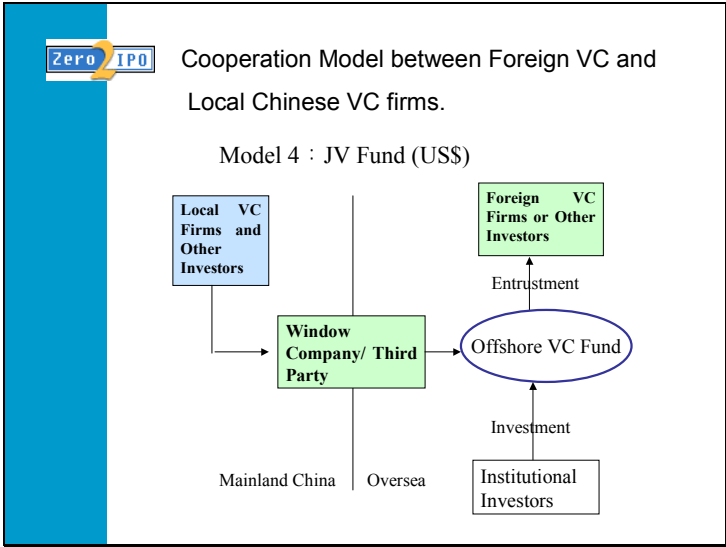 Zero2IPO
Cooperation Model between Foreign VC and
Local Chinese VC firms.
Model 4：JV Fund (US$)
Local VC
Firms and
Other
Investors
Foreign VC
Firms or Other
Investors
Entrustment
Window
Company/ Third
Party
Offshore VC Fund
Investment
Mainland China
Oversea
Institutional
Investors